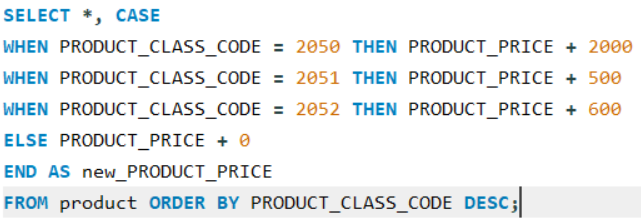 SELECT *, CASE
WHEN PRODUCT_CLASS_CODE = 2050 THEN PRODUCT_PRICE + 2000
WHEN PRODUCT_CLASS_CODE = 2051 THEN PRODUCT_PRICE + 500
WHEN PRODUCT_CLASS_CODE = 2052 THEN PRODUCT_PRICE + 600
ELSE PRODUCT_PRICE + 0
END AS new_PRODUCT_PRICE
FROM product ORDER BY PRODUCT_CLASS_CODE DESC;